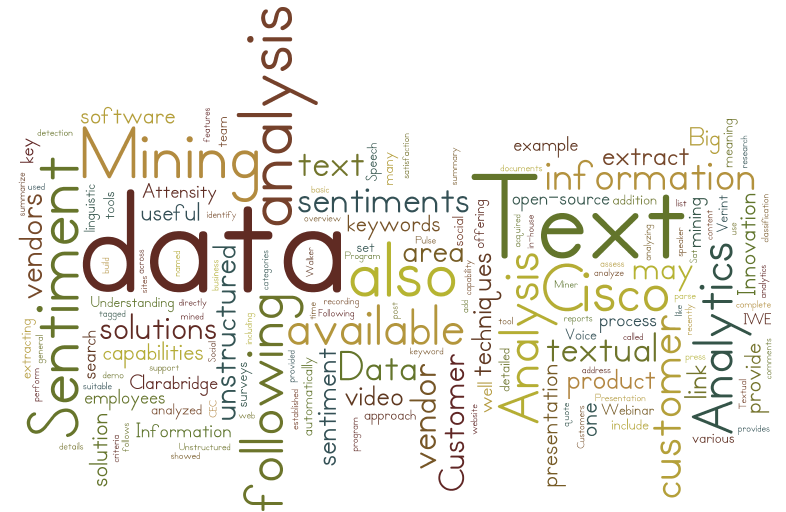 software
features
team
detection
key
Mining
analysis
text
Speech
many
satisfaction
summary
example
Big
meaning
research
extract
documents
information
summarize
used
linguistic
tools
Attensity
useful
identify
basic
sentiments
overview
keywords
Text
open-source
addition
list
mining
content
Verint
use
classification
vendors
Sentiment
data
build
sites
across
named
business
categories
Walker
set
Program
Pulse
area
social
offering
acquired
in-house
analyzing
speaker
Sat
Innovation
also
capability
add
techniques
Analysis
Miner
Cisco
assess
analyze
may
parse
Analytics
analytics
complete
IWE
Understanding
directly
tagged
mined
unstructured
following
including
time
recording
Following
post
available
tool
Reports
process
Voice
called
like
recently
extracting
perform
general
search
solutions
capabilities
support
Social
demo
suitable
Clarabridge
employees
analyzed
CEC
surveys
web
provided
established
automatically
sentiment
Data
keyword
video
approach
program
vendor
Customer
website
well
detailed
textual
address
product
customer
press
link
Textual
provide
comments
presentation
quote
Customers
one
Presentation
Webinar
include
various
provides
details
solution
criteria
follows
Information
Unstructured
showed